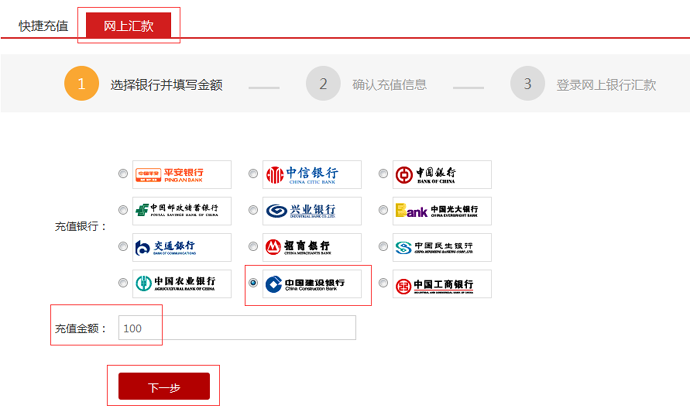 快捷充值 网上汇款
1 选择银行并填写金额 2 确认充值信息 3 登录网上银行汇款
中国平安 平安银行 中信银行 中国银行
PINGAN BANK CHINA CITIC BANK BANK OF CHINA
充值银行：
中国邮政储蓄银行 兴业银行 Bank 中国光大银行
POSTAL SAVINGS BANK OF CHINA INDUSTRIAL BANK CO.,LTD. CHINA EVERBRIGHT BANK
交通银行 招商银行 中国民生银行
BANK OF COMMUNICATIONS CHINA MERCHANTS BANK CHINA MINSHENG BANKING CORP.,LTD.
中国农业银行 中国建设银行 中国工商银行
AGRICULTURAL BANK OF CHINA China Construction Bank INDUSTRIAL AND COMMERCIAL BANK OF CHINA
充值金额： 100
下一步